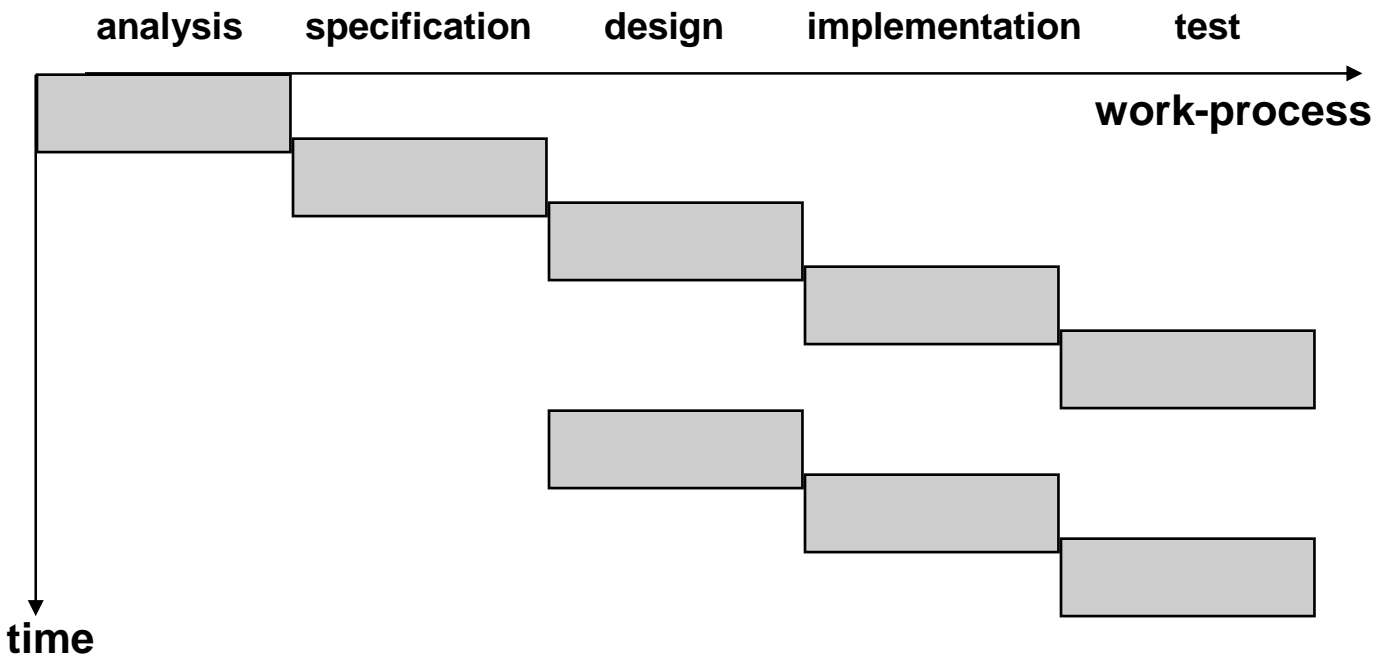 analysis specification design implementation test
work-process
time